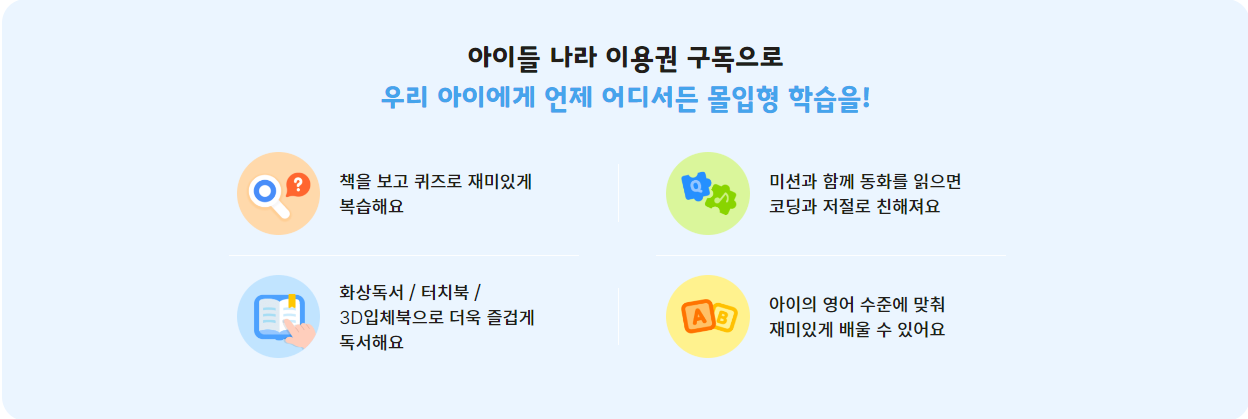 아이들 나라 이용권 구독으로
우리 아이에게 언제 어디서든 몰입형 학습을!
?
책을 보고 퀴즈로 재미있게
복습해요
Q
미션과 함께 동화를 읽으면
코딩과 저절로 친해져요
화상독서 / 터치북 /
3D입체북으로 더욱 즐겁게
독서해요
A B
아이의 영어 수준에 맞춰
재미있게 배울 수 있어요